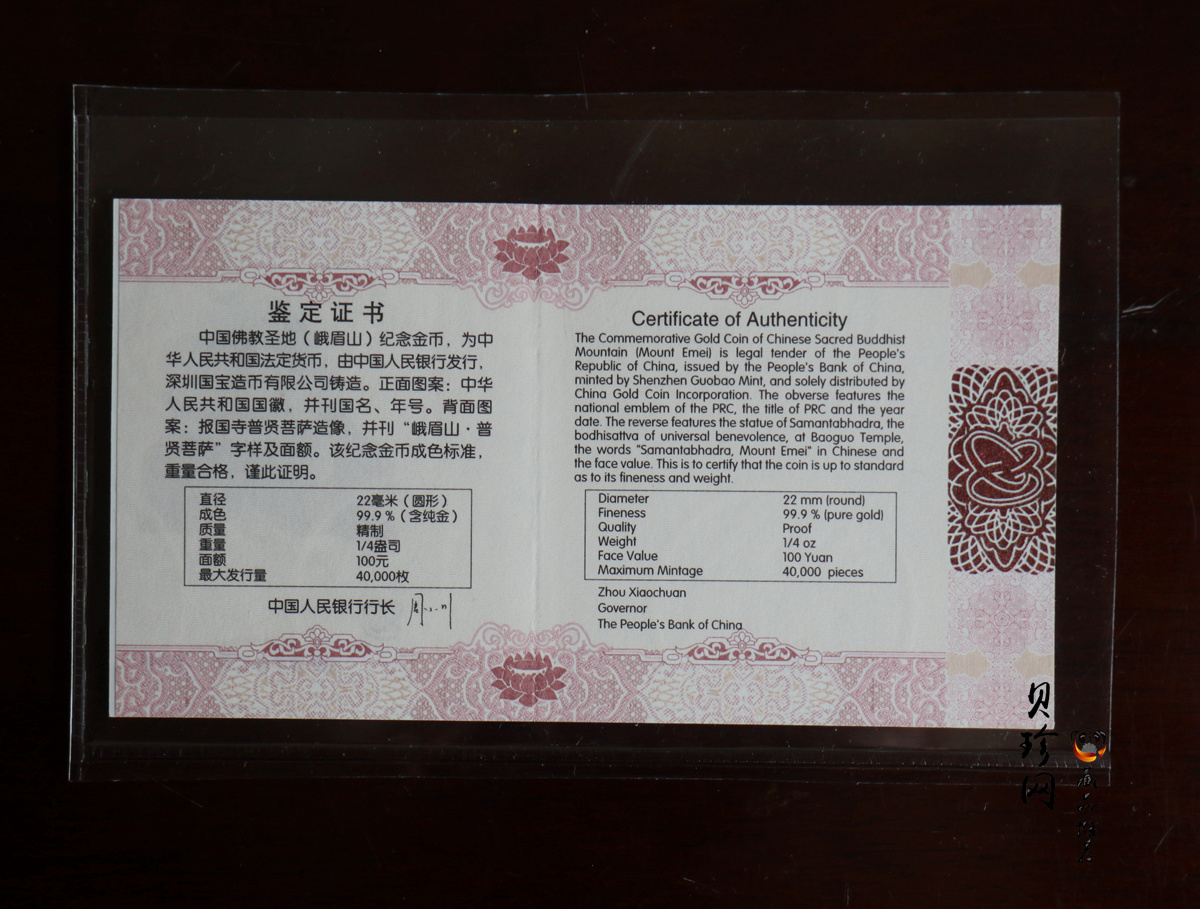 鉴定证书
中国佛教圣地（峨眉山）纪念金币，为中
华人民共和国法定货币，由中国人民银行发行，
深圳国宝造币有限公司铸造。正面图案：中华
人民共和国国徽，并刊国名、年号。背面图
案：报国寺普贤菩萨造像，并刊“峨眉山·普
贤菩萨”字样及面额。该纪念金币成色标准，
重量合格，谨此证明。
直径 22毫米（圆形）
成色 99.9％（含纯金）
质量 精制
重量 1/4盎司
面额 100元
最大发行量 40,000枚
中国人民银行行长
Certificate of Authenticity
The Commemorative Gold Coin of Chinese Sacred Buddhist
Mountain (Mount Emei) is legal tender of the People's
Republic of China, issued by the People's Bank of China,
minted by Shenzhen Guobao Mint, and solely distributed by
China Gold Coin Incorporation. The obverse features the
national emblem of the PRC, the title of PRC and the year
date. The reverse features the statue of Samantabhadra, the
bodhisattva of universal benevolence, at Baoguo Temple,
the words "Samantabhadra, Mount Emei" in Chinese and
the face value. This is to certify that the coin is up to standard
as to its fineness and weight.
Diameter 22 mm (round)
Fineness 99.9 % (pure gold)
Quality Proof
Weight 1/4 oz
Face Value 100 Yuan
Maximum Mintage 40,000 pieces
Zhou Xiaochuan
Governor
The People's Bank of China
贝珍网